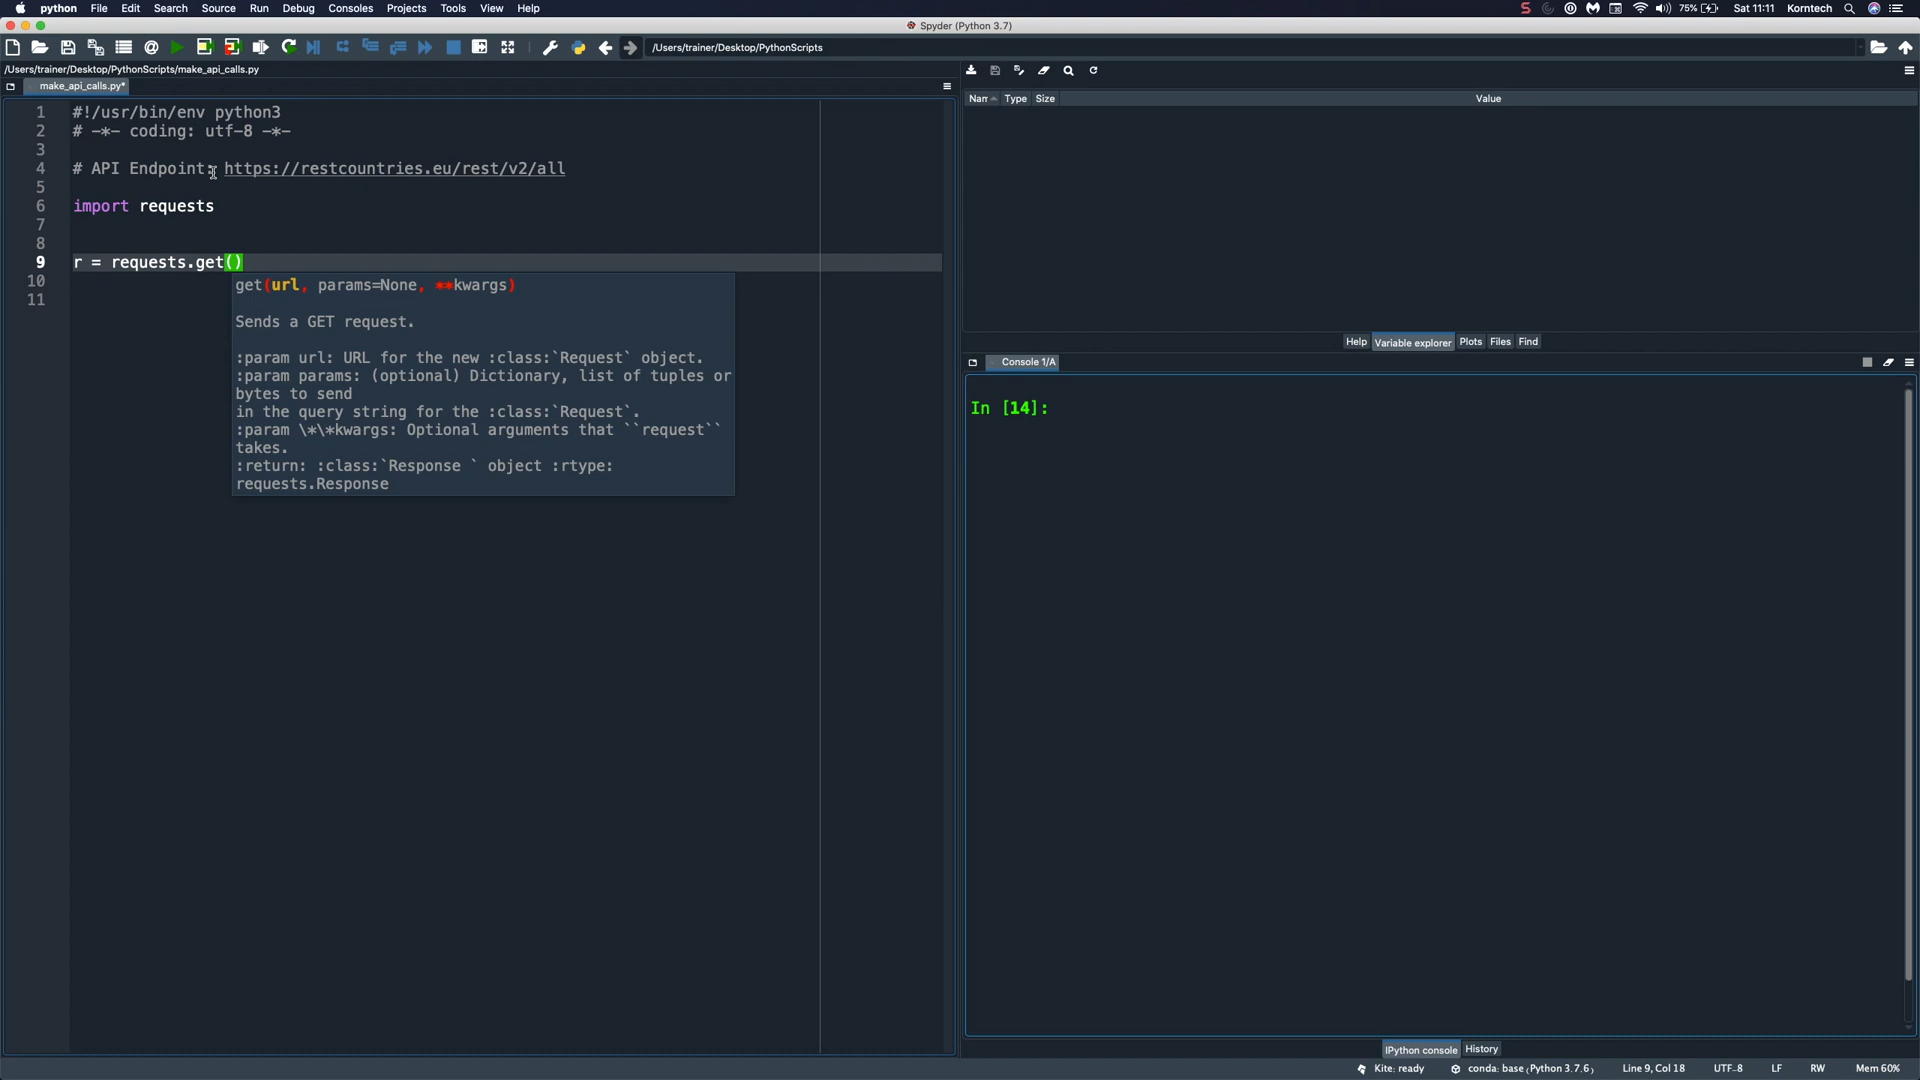 python File Edit Search Source Run Debug Consoles Projects Tools View Window Help 75% Sat 11:11 Korntech
Spyder (Python 3.7)
/Users/trainer/Desktop/PythonScripts
/Users/trainer/Desktop/PythonScripts/make_api_calls.py
make_api_calls.py*
1 #!/usr/bin/env python3
2 # -*- coding: utf-8 -*-
3
4 # API Endpoint: https://restcountries.eu/rest/v2/all
5
6 import requests
7
8
9 r = requests.get()
10
11
get(url, params=None, **kwargs)
Sends a GET request.
:param url: URL for the new :class:`Request` object.
:param params: (optional) Dictionary, list of tuples or
bytes to send
in the query string for the :class:`Request`.
:param \*\*kwargs: Optional arguments that ``request``
takes.
:return: :class:`Response ` object :rtype:
requests.Response
Nam Type Size Value
Help Variable explorer Plots Files Find
Console 1/A
In [14]:
IPython console History
Kite: ready conda: base (Python 3.7.6) Line 9, Col 18 UTF-8 LF RW Mem 60%